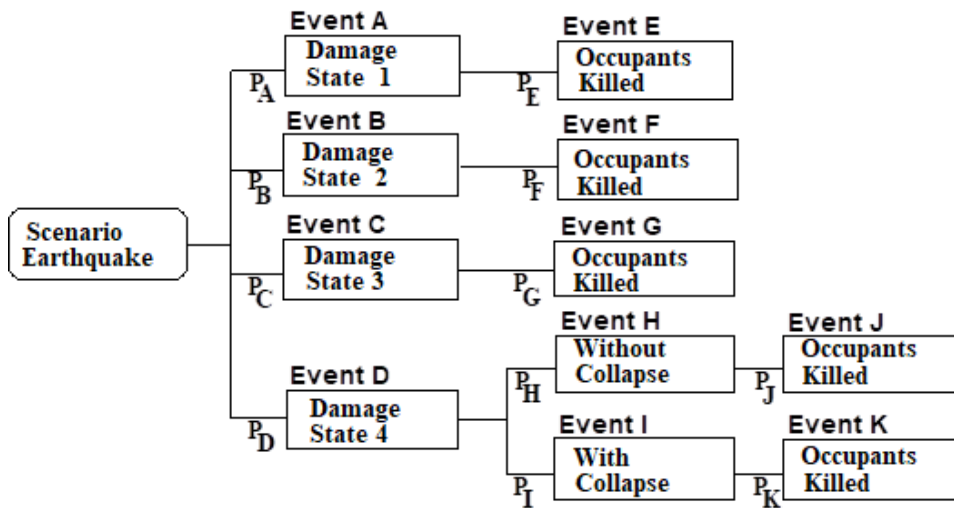 Event A
Damage
State 1
P_A
Event E
Occupants
Killed
P_E
Event B
Damage
State 2
P_B
Event F
Occupants
Killed
P_F
Scenario
Earthquake
Event C
Damage
State 3
P_C
Event G
Occupants
Killed
P_G
Event D
Damage
State 4
P_D
Event H
Without
Collapse
P_H
Event J
Occupants
Killed
P_J
Event I
With
Collapse
P_I
Event K
Occupants
Killed
P_K